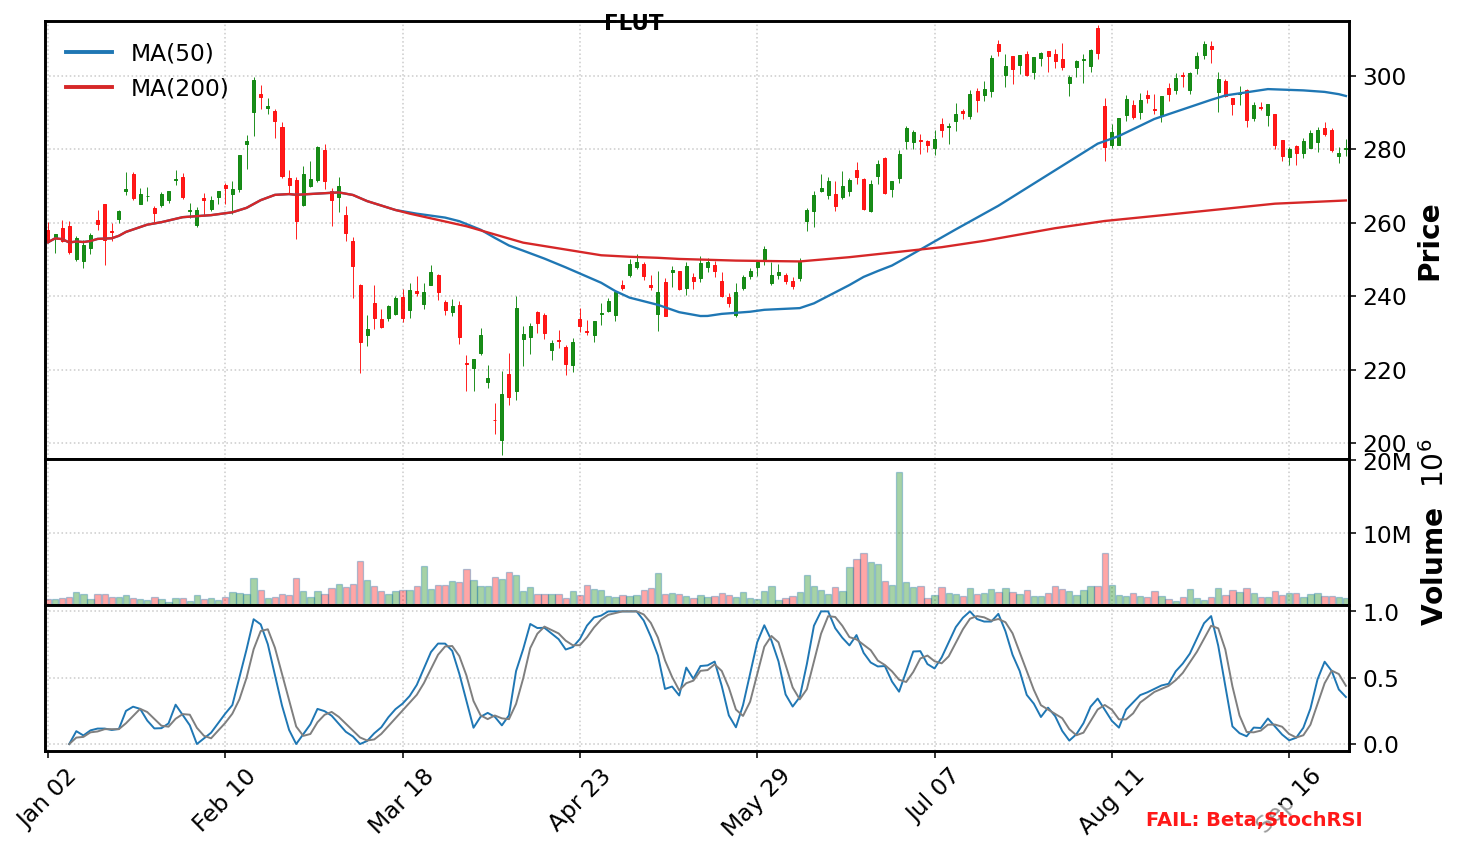 FLUT
MA(50)
MA(200)
300
280
260
240
220
200
Price
20M
10M
Volume 10^6
1.0
0.5
0.0
Jan 02
Feb 10
Mar 18
Apr 23
May 29
Jul 07
Aug 11
Sep 16
FAIL: Beta,StochRSI